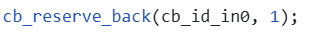 cb_reserve_back(cb_id_in0, 1);